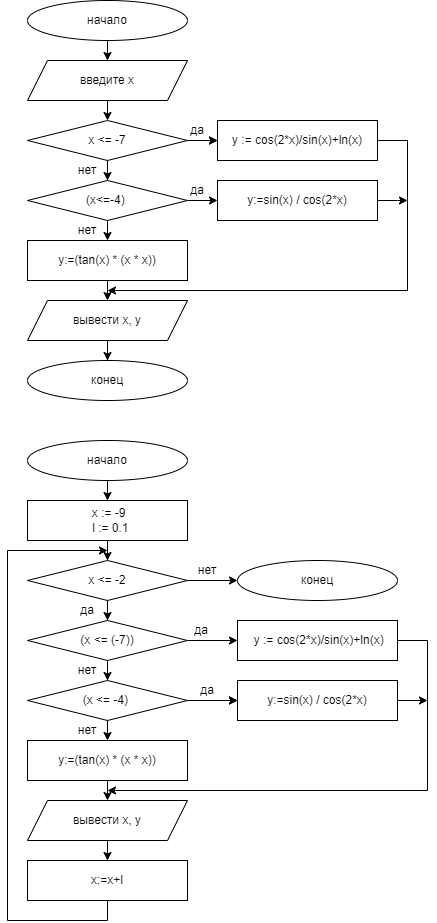 начало
введите x
x <= -7
да
y := cos(2*x)/sin(x)+ln(x)
нет
(x<=-4)
да
y:=sin(x) / cos(2*x)
нет
y:=(tan(x) * (x * x))
вывести x, y
конец
начало
x := -9
l := 0.1
x <= -2
нет
конец
да
(x <= (-7))
да
y := cos(2*x)/sin(x)+ln(x)
нет
(x <= -4)
да
y:=sin(x) / cos(2*x)
нет
y:=(tan(x) * (x * x))
вывести x, y
x:=x+l